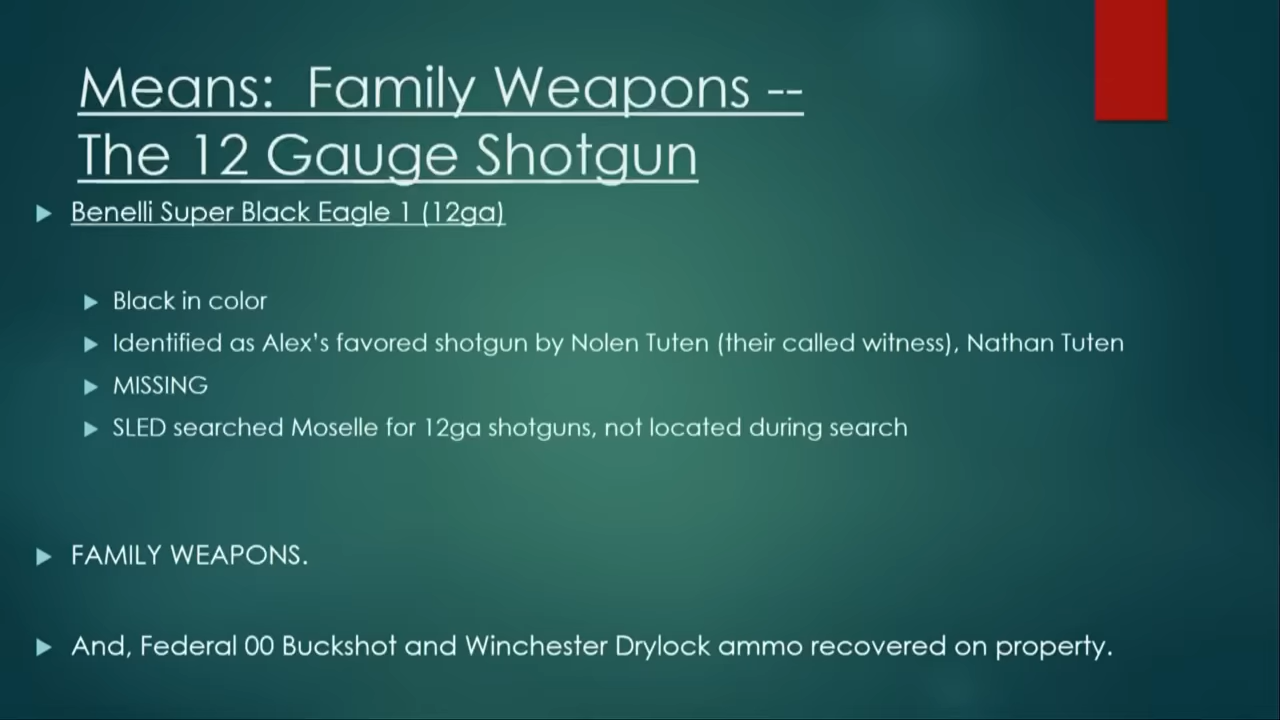 Means:  Family Weapons --
The 12 Gauge Shotgun
Benelli Super Black Eagle 1 (12ga)
Black in color
Identified as Alex’s favored shotgun by Nolen Tuten (their called witness), Nathan Tuten
MISSING
SLED searched Moselle for 12ga shotguns, not located during search
FAMILY WEAPONS.
And, Federal 00 Buckshot and Winchester Drylock ammo recovered on property.